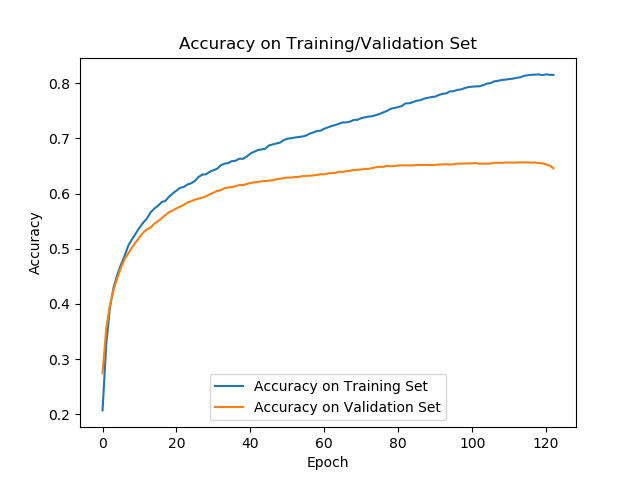 Accuracy on Training/Validation Set
0.8
0.7
0.6
0.5
0.4
0.3
0.2
Accuracy
Accuracy on Training Set
Accuracy on Validation Set
0 20 40 60 80 100 120
Epoch